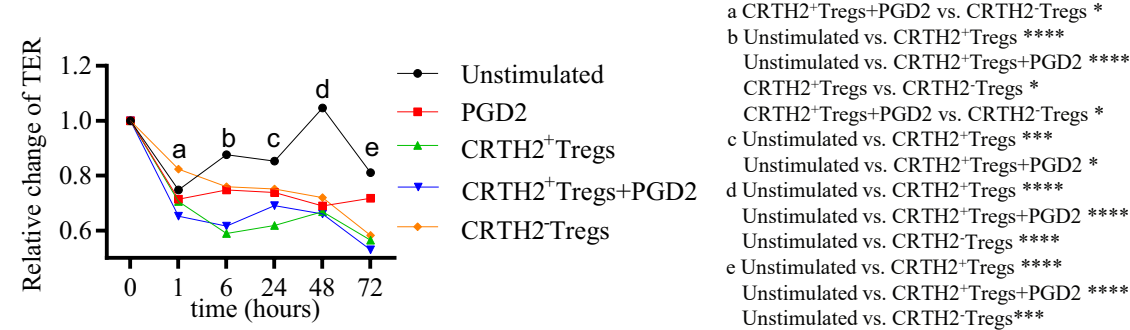 Relative change of TER
1.2
1.0
0.8
0.6
a
b
c
d
e
0 1 6 24 48 72
time (hours)
Unstimulated
PGD2
CRTH2⁺Tregs
CRTH2⁺Tregs+PGD2
CRTH2⁻Tregs
a CRTH2⁺Tregs+PGD2 vs. CRTH2⁻Tregs *
b Unstimulated vs. CRTH2⁺Tregs ****
Unstimulated vs. CRTH2⁺Tregs+PGD2 ****
CRTH2⁺Tregs vs. CRTH2⁻Tregs *
CRTH2⁺Tregs+PGD2 vs. CRTH2⁻Tregs *
c Unstimulated vs. CRTH2⁺Tregs ***
Unstimulated vs. CRTH2⁺Tregs+PGD2 *
d Unstimulated vs. CRTH2⁺Tregs ****
Unstimulated vs. CRTH2⁺Tregs+PGD2 ****
Unstimulated vs. CRTH2⁻Tregs ****
e Unstimulated vs. CRTH2⁺Tregs ****
Unstimulated vs. CRTH2⁺Tregs+PGD2 ****
Unstimulated vs. CRTH2⁻Tregs***